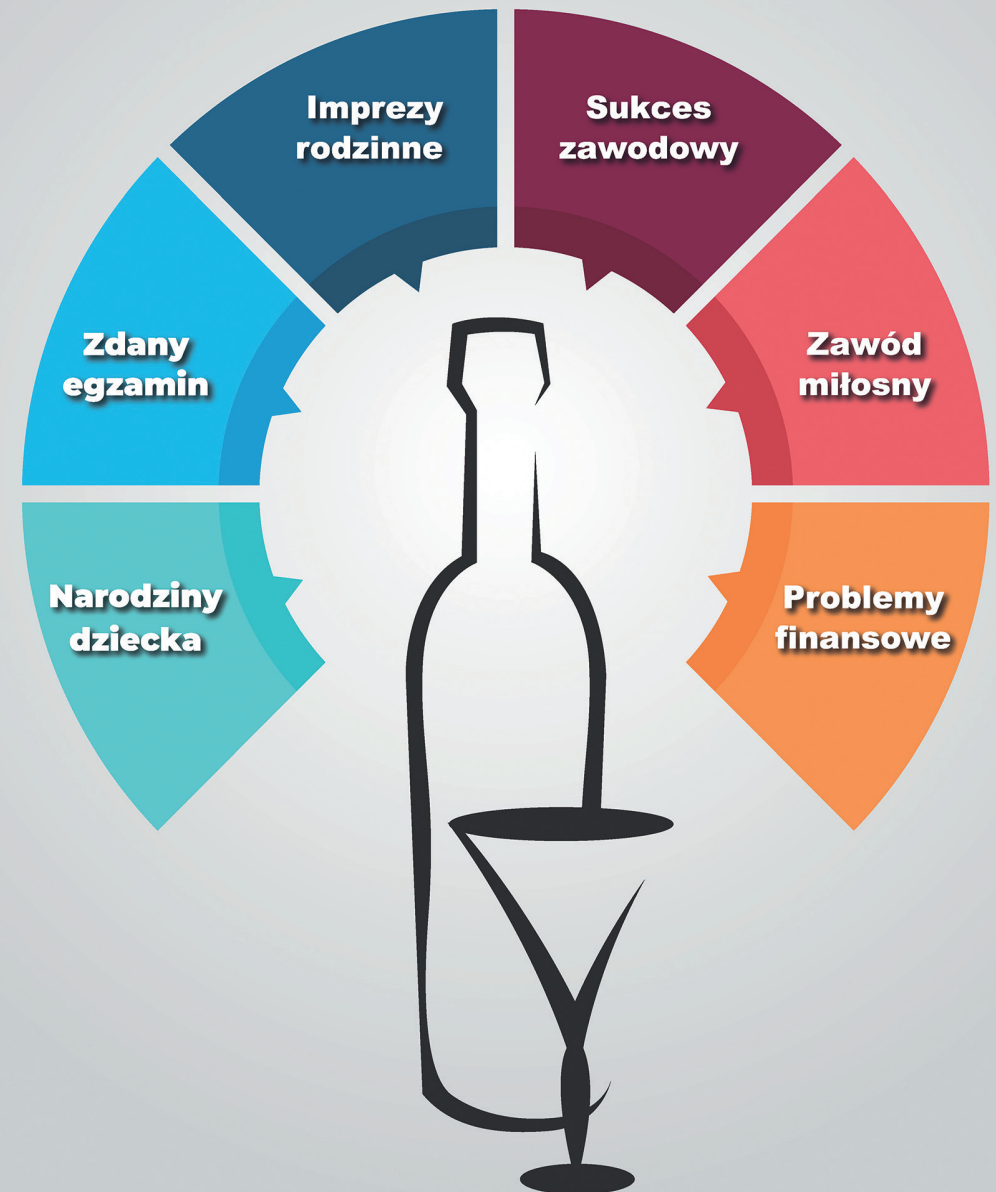 Imprezy
rodzinne
Sukces
zawodowy
Zdany
egzamin
Zawód
miłosny
Narodziny
dziecka
Problemy
finansowe